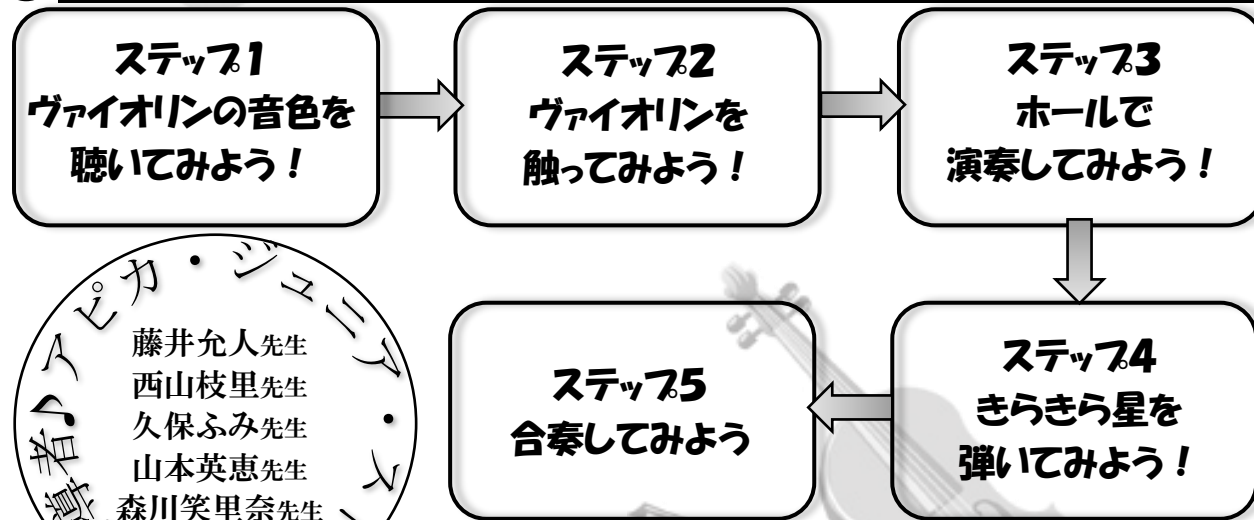 ステップ1
ヴァイオリンの音色を
聴いてみよう！
ステップ2
ヴァイオリンを
触ってみよう！
ステップ3
ホールで
演奏してみよう！
ステップ4
きらきら星を
弾いてみよう！
ステップ5
合奏してみよう
導者♪アピカ・ジュニア・ス
藤井允人先生
西山枝里先生
久保ふみ先生
山本英恵先生
森川笑里奈先生